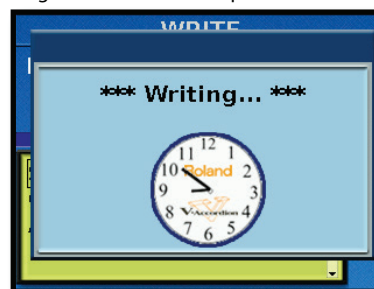 WRITE
*** Writing... ***
11 12 1
10 Roland 2
9 3
8 V-Accordion 4
7 6 5